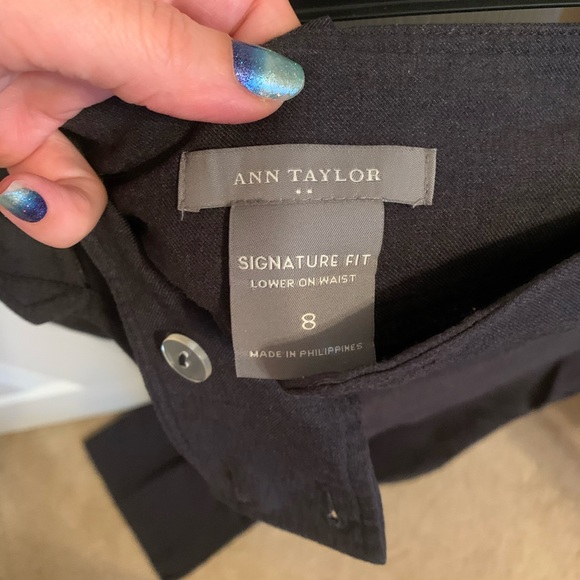 ANN TAYLOR
SIGNATURE FIT
LOWER ON WAIST
8
MADE IN PHILIPPINES